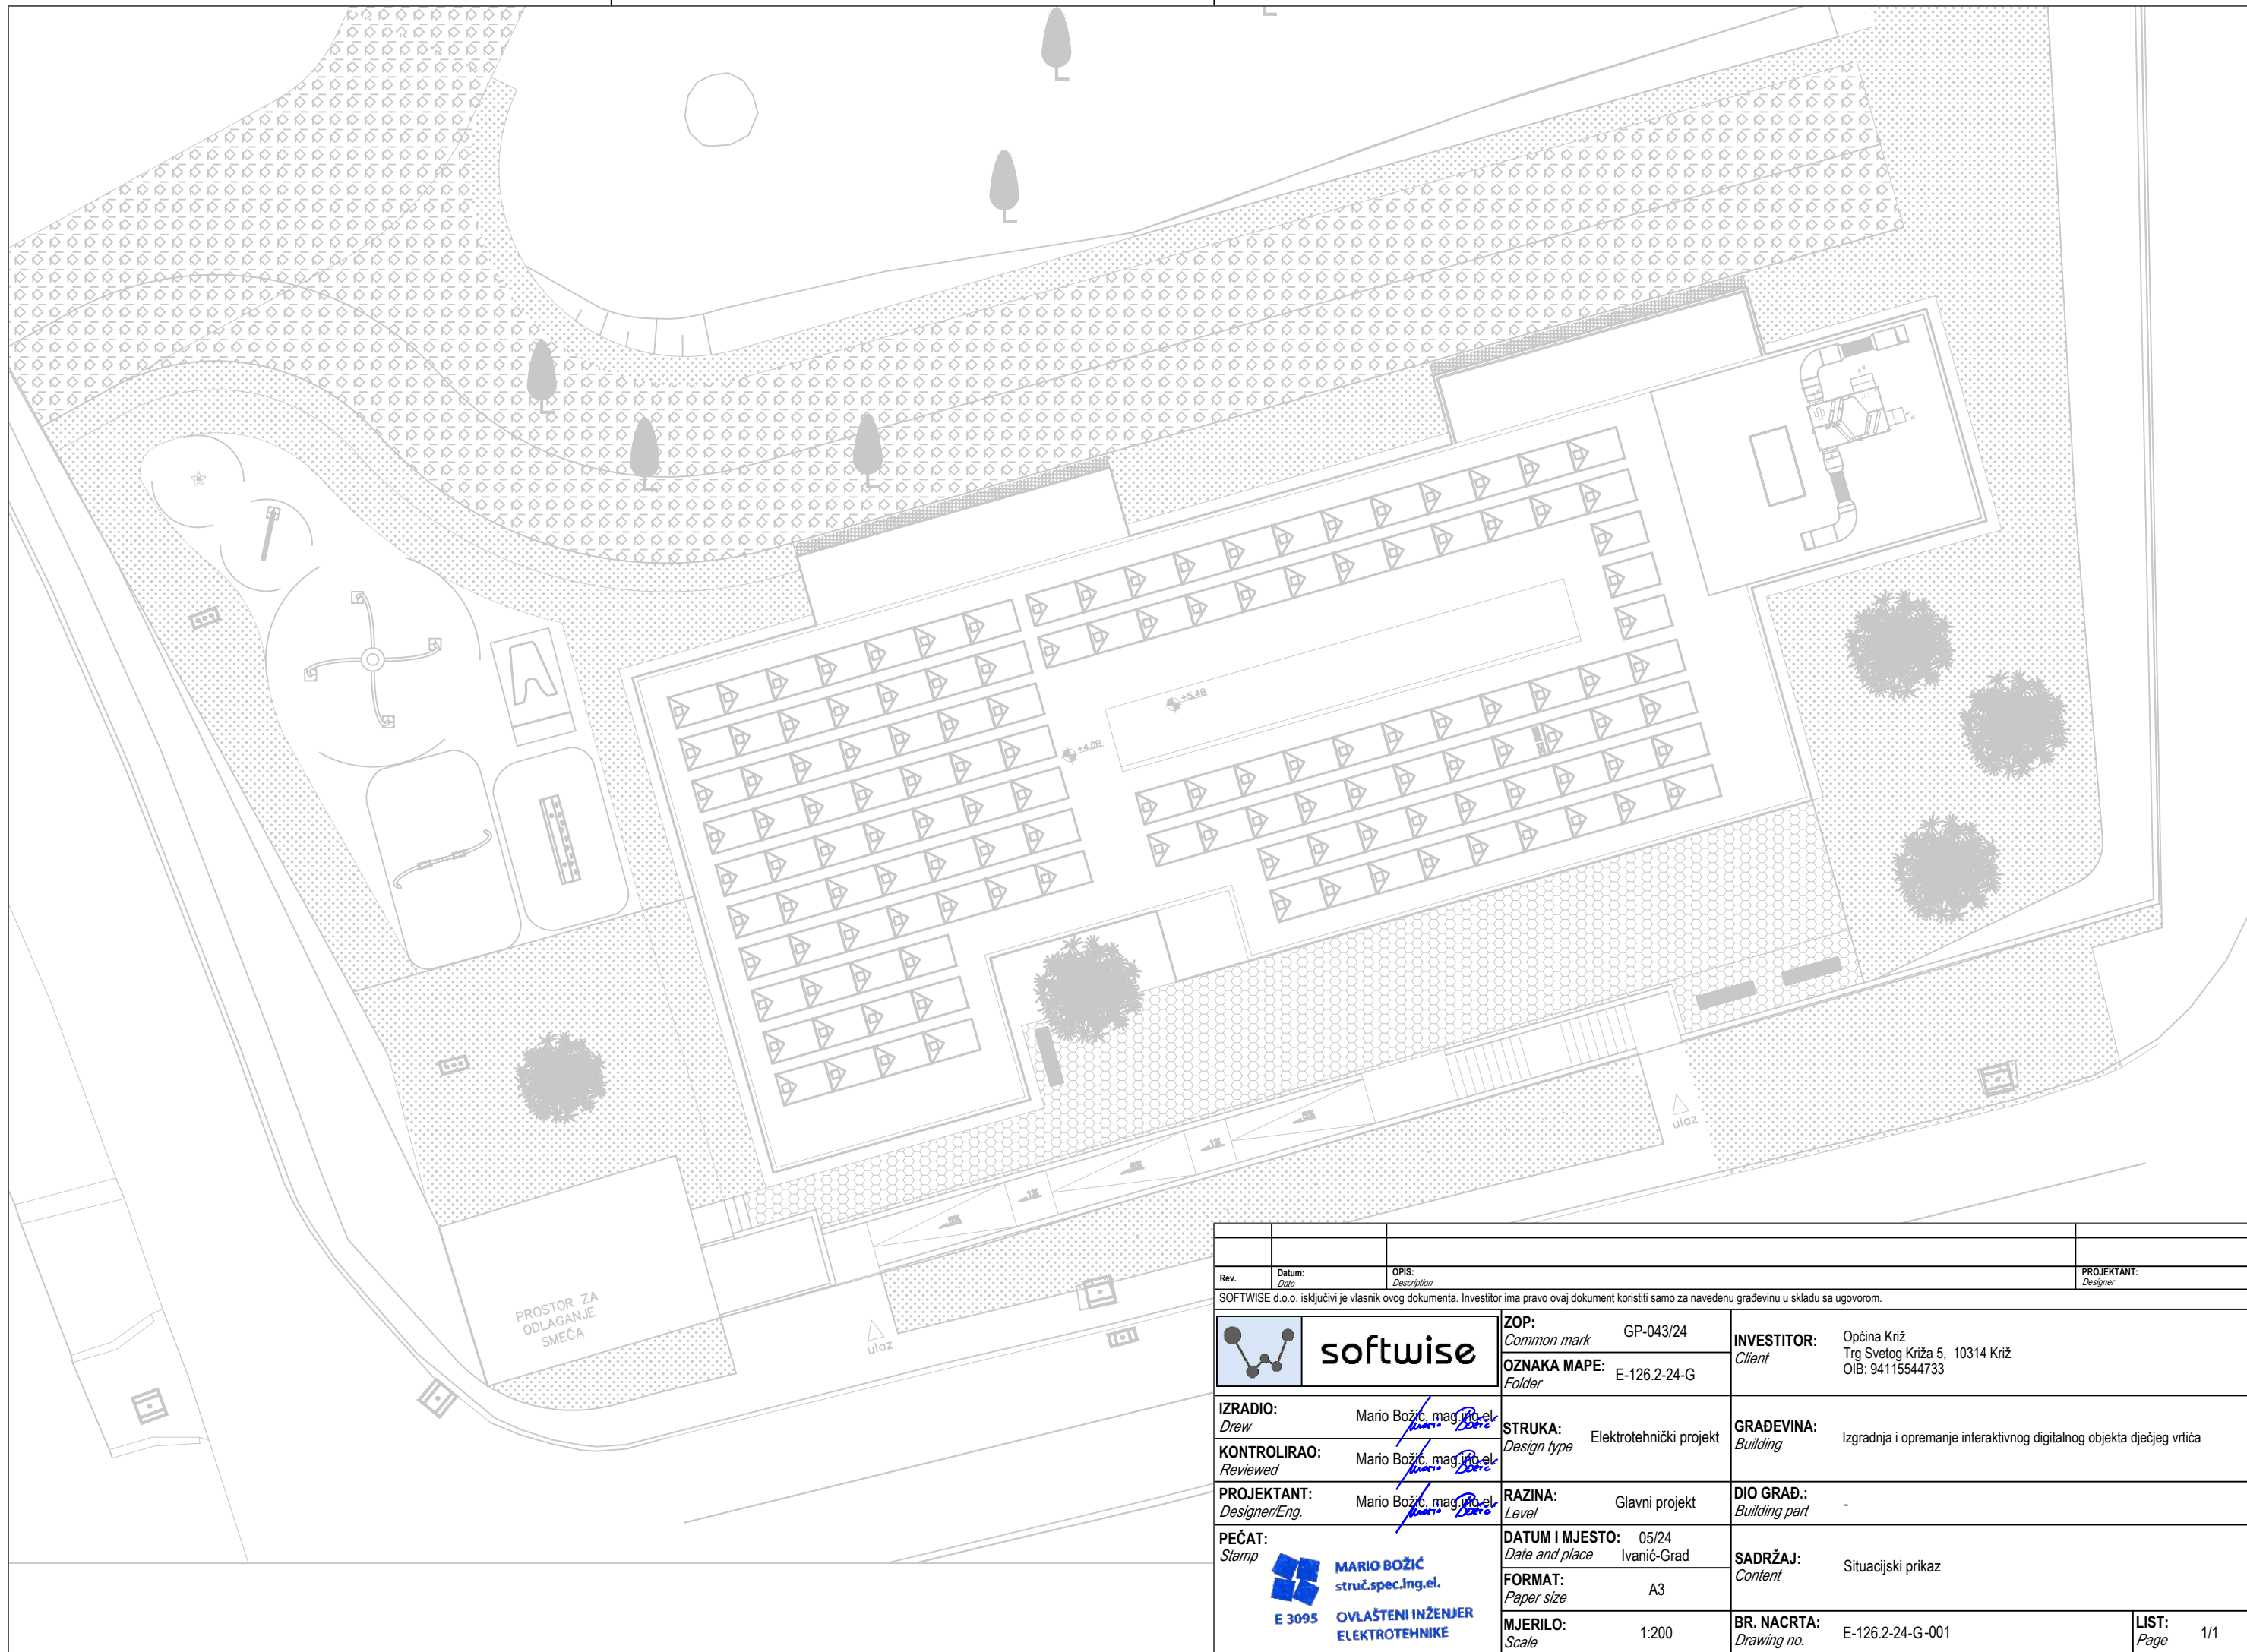 +5.48
+4.08
ulaz
1%
1%
PROSTOR ZA
ODLAGANJE
SMEĆA
ulaz
Rev.
Datum:
Date
OPIS:
Description
PROJEKTANT:
Designer
SOFTWISE d.o.o. isključivi je vlasnik ovog dokumenta. Investitor ima pravo ovaj dokument koristiti samo za navedenu građevinu u skladu sa ugovorom.
softwise
ZOP:
Common mark
GP-043/24
OZNAKA MAPE:
Folder
E-126.2-24-G
INVESTITOR:
Client
Općina Križ
Trg Svetog Križa 5, 10314 Križ
OIB: 94115544733
IZRADIO:
Drew
Mario Božić, mag.ing.el.
KONTROLIRAO:
Reviewed
Mario Božić, mag.ing.el.
PROJEKTANT:
Designer/Eng.
Mario Božić, mag.ing.el.
STRUKA:
Design type
Elektrotehnički projekt
GRAĐEVINA:
Building
Izgradnja i opremanje interaktivnog digitalnog objekta dječjeg vrtića
RAZINA:
Level
Glavni projekt
DIO GRAĐ.:
Building part
-
PEČAT:
Stamp
MARIO BOŽIĆ
struč.spec.ing.el.
E 3095 OVLAŠTENI INŽENJER
ELEKTROTEHNIKE
DATUM I MJESTO: 05/24
Date and place Ivanić-Grad
FORMAT:
Paper size
A3
MJERILO:
Scale
1:200
SADRŽAJ:
Content
Situacijski prikaz
BR. NACRTA:
Drawing no.
E-126.2-24-G-001
LIST:
Page
1/1